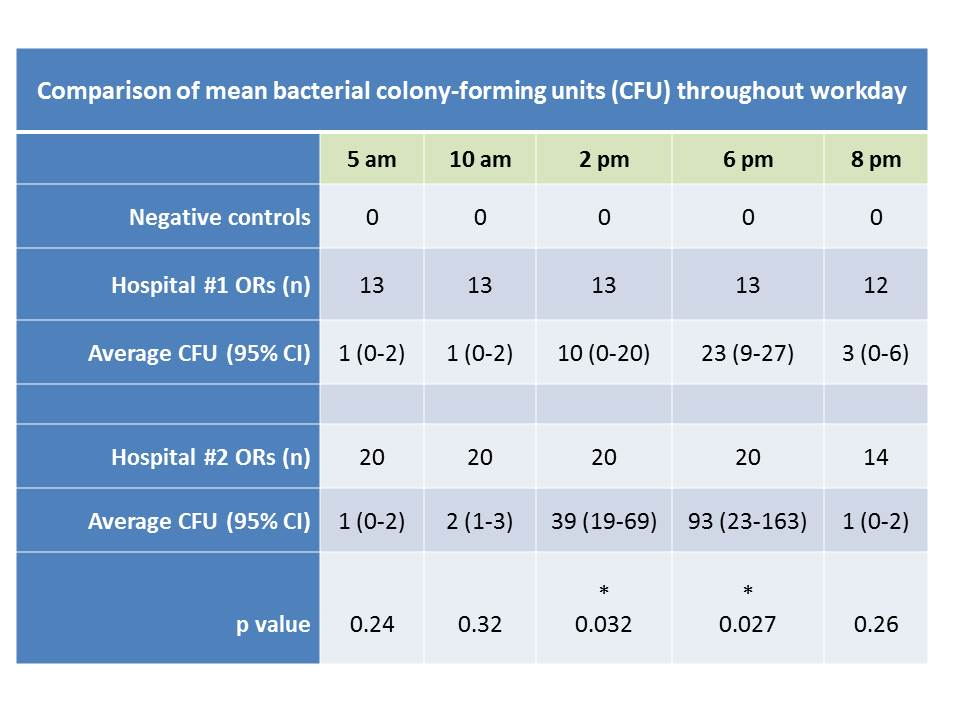 Comparison of mean bacterial colony-forming units (CFU) throughout workday
5 am 10 am 2 pm 6 pm 8 pm
Negative controls 0 0 0 0 0
Hospital #1 ORs (n) 13 13 13 13 12
Average CFU (95% CI) 1 (0-2) 1 (0-2) 10 (0-20) 23 (9-27) 3 (0-6)
Hospital #2 ORs (n) 20 20 20 20 14
Average CFU (95% CI) 1 (0-2) 2 (1-3) 39 (19-69) 93 (23-163) 1 (0-2)
* *
p value 0.24 0.32 0.032 0.027 0.26